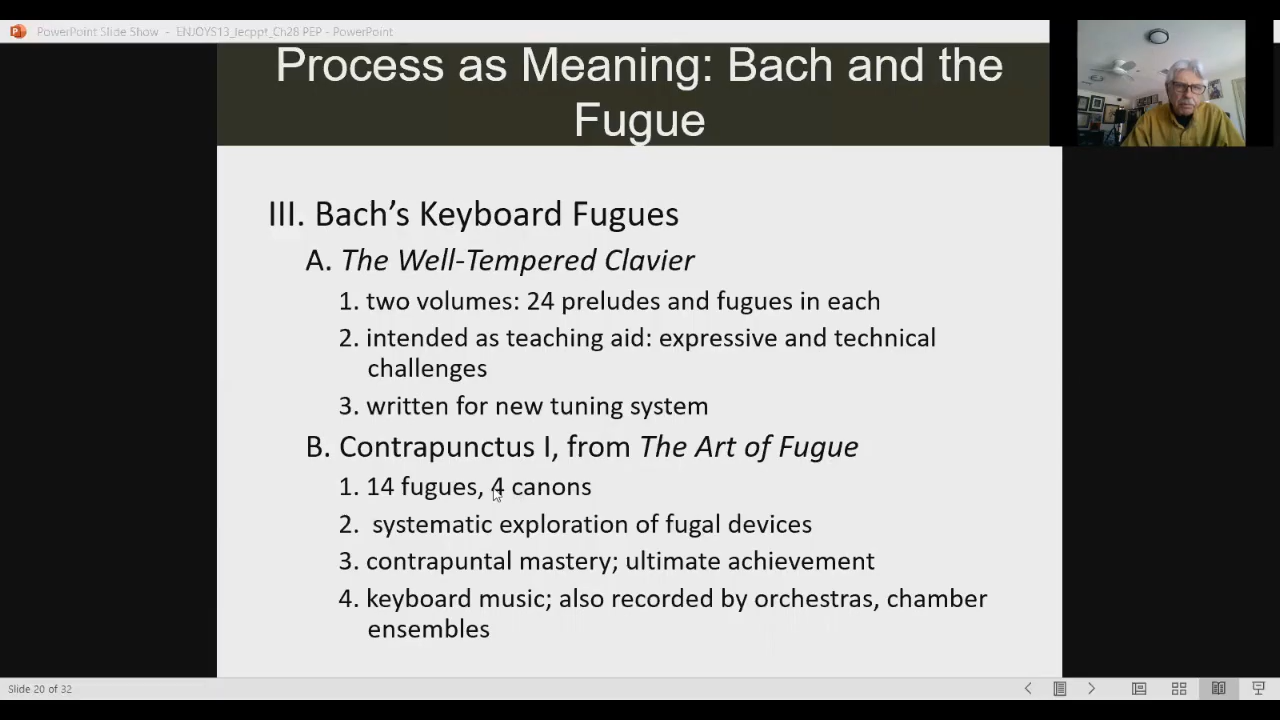 PowerPoint Slide Show - ENJOYS13_lecppt_Ch28 PEP - PowerPoint
Process as Meaning: Bach and the
Fugue
III. Bach’s Keyboard Fugues
A. The Well-Tempered Clavier
1. two volumes: 24 preludes and fugues in each
2. intended as teaching aid: expressive and technical
challenges
3. written for new tuning system
B. Contrapunctus I, from The Art of Fugue
1. 14 fugues, 4 canons
2. systematic exploration of fugal devices
3. contrapuntal mastery; ultimate achievement
4. keyboard music; also recorded by orchestras, chamber
ensembles
Slide 20 of 32